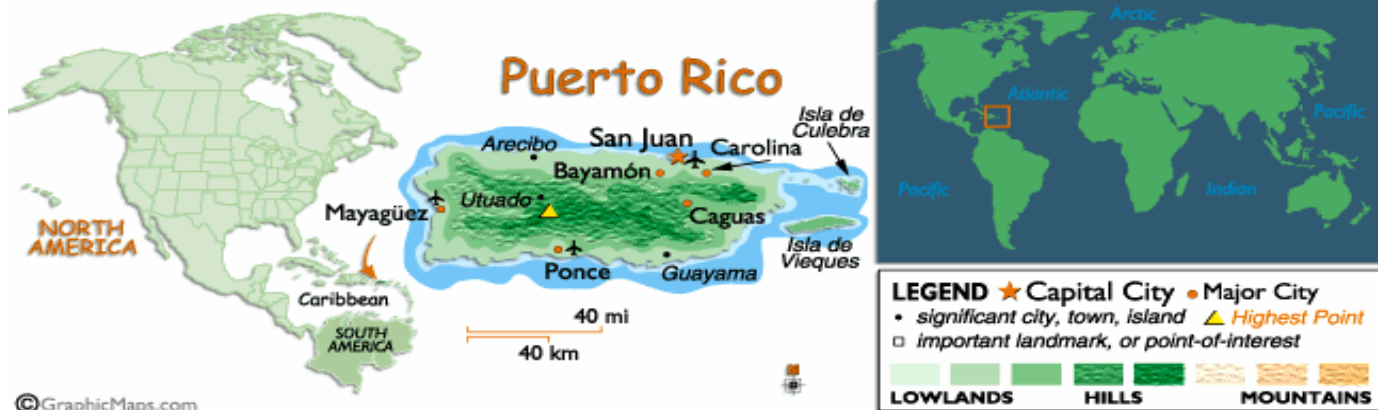 Puerto Rico
Arctic
Atlantic
Pacific
Pacific
Indian
Isla de
Culebra
San Juan
Carolina
Arecibo
Bayamón
Utuado
Mayagüez
Caguas
NORTH
AMERICA
Isla de
Vieques
Ponce
Guayama
Caribbean
SOUTH
AMERICA
40 mi
40 km
N
LEGEND Capital City Major City
significant city, town, island Highest Point
important landmark, or point-of-interest
LOWLANDS HILLS MOUNTAINS
©GraphicMaps.com